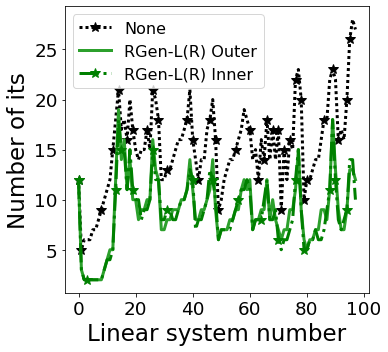 None
RGen-L(R) Outer
RGen-L(R) Inner
Number of its
25
20
15
10
5
0 20 40 60 80 100
Linear system number